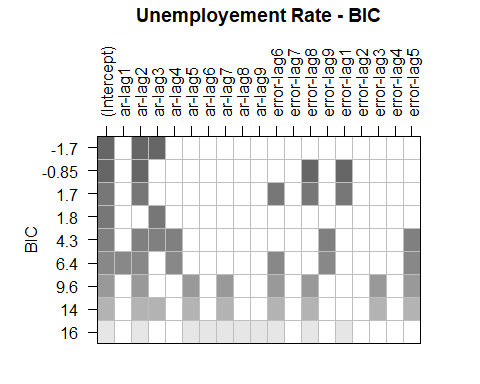 Unemployement Rate - BIC
(Intercept)
ar-lag1
ar-lag2
ar-lag3
ar-lag4
ar-lag5
ar-lag6
ar-lag7
ar-lag8
ar-lag9
error-lag6
error-lag7
error-lag8
error-lag9
error-lag1
error-lag2
error-lag3
error-lag4
error-lag5
BIC
-1.7
-0.85
1.7
1.8
4.3
6.4
9.6
14
16